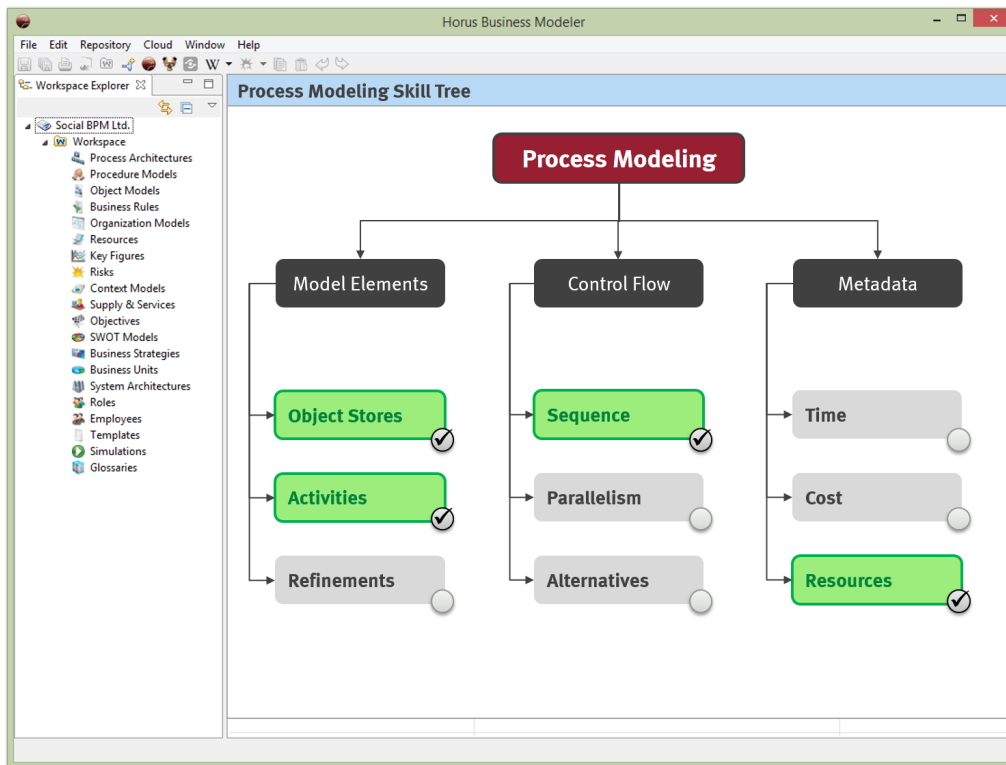 Horus Business Modeler
File Edit Repository Cloud Window Help
W
Workspace Explorer
Process Modeling Skill Tree
Social BPM Ltd.
Workspace
Process Architectures
Procedure Models
Object Models
Business Rules
Organization Models
Resources
Key Figures
Risks
Context Models
Supply & Services
Objectives
SWOT Models
Business Strategies
Business Units
System Architectures
Roles
Employees
Templates
Simulations
Glossaries
Process Modeling
Model Elements Control Flow Metadata
Object Stores Sequence Time
Activities Parallelism Cost
Refinements Alternatives Resources